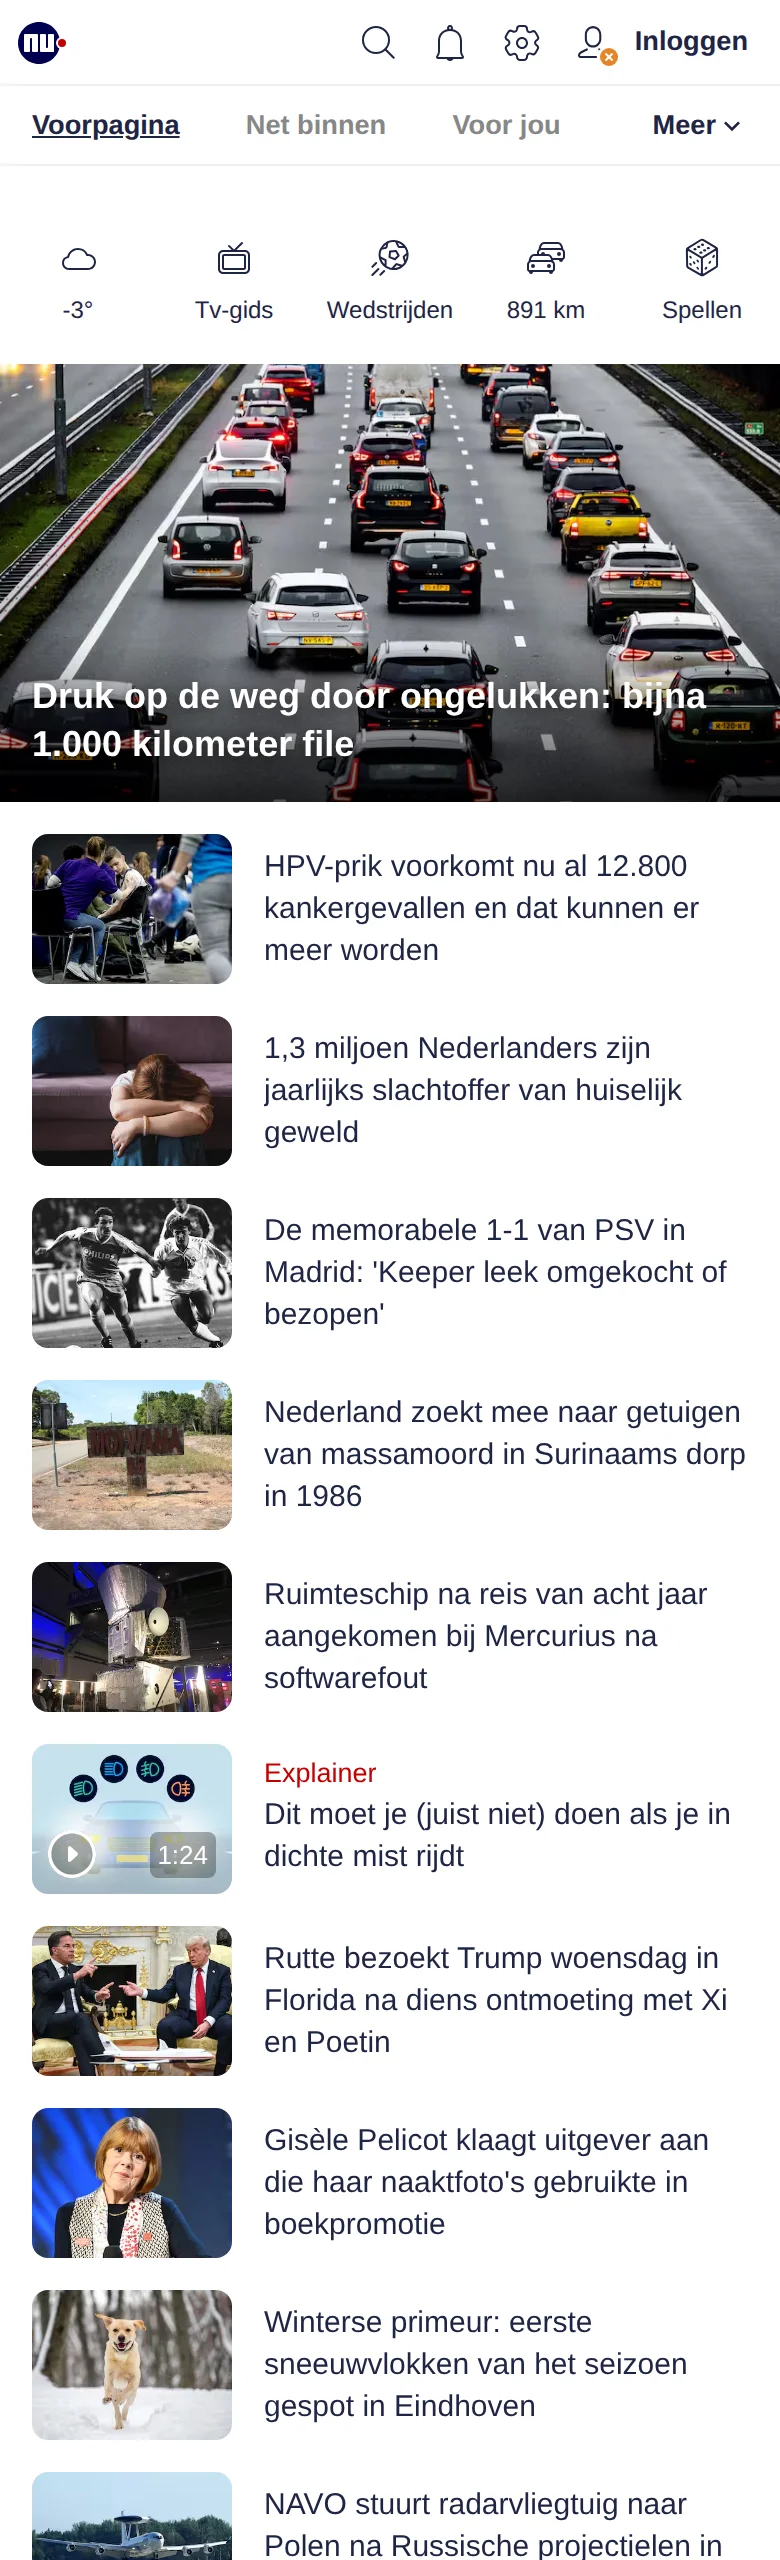 nu
Inloggen
Voorpagina Net binnen Voor jou Meer
-3° Tv-gids Wedstrijden 891 km Spellen
Druk op de weg door ongelukken: bijna
1.000 kilometer file
HPV-prik voorkomt nu al 12.800
kankergevallen en dat kunnen er
meer worden
1,3 miljoen Nederlanders zijn
jaarlijks slachtoffer van huiselijk
geweld
PHILIPS
De memorabele 1-1 van PSV in
Madrid: 'Keeper leek omgekocht of
bezopen'
Nederland zoekt mee naar getuigen
van massamoord in Surinaams dorp
in 1986
Ruimteschip na reis van acht jaar
aangekomen bij Mercurius na
softwarefout
1:24
Explainer
Dit moet je (juist niet) doen als je in
dichte mist rijdt
Rutte bezoekt Trump woensdag in
Florida na diens ontmoeting met Xi
en Poetin
Gisèle Pelicot klaagt uitgever aan
die haar naaktfoto's gebruikte in
boekpromotie
Winterse primeur: eerste
sneeuwvlokken van het seizoen
gespot in Eindhoven
NAVO stuurt radarvliegtuig naar
Polen na Russische projectielen in